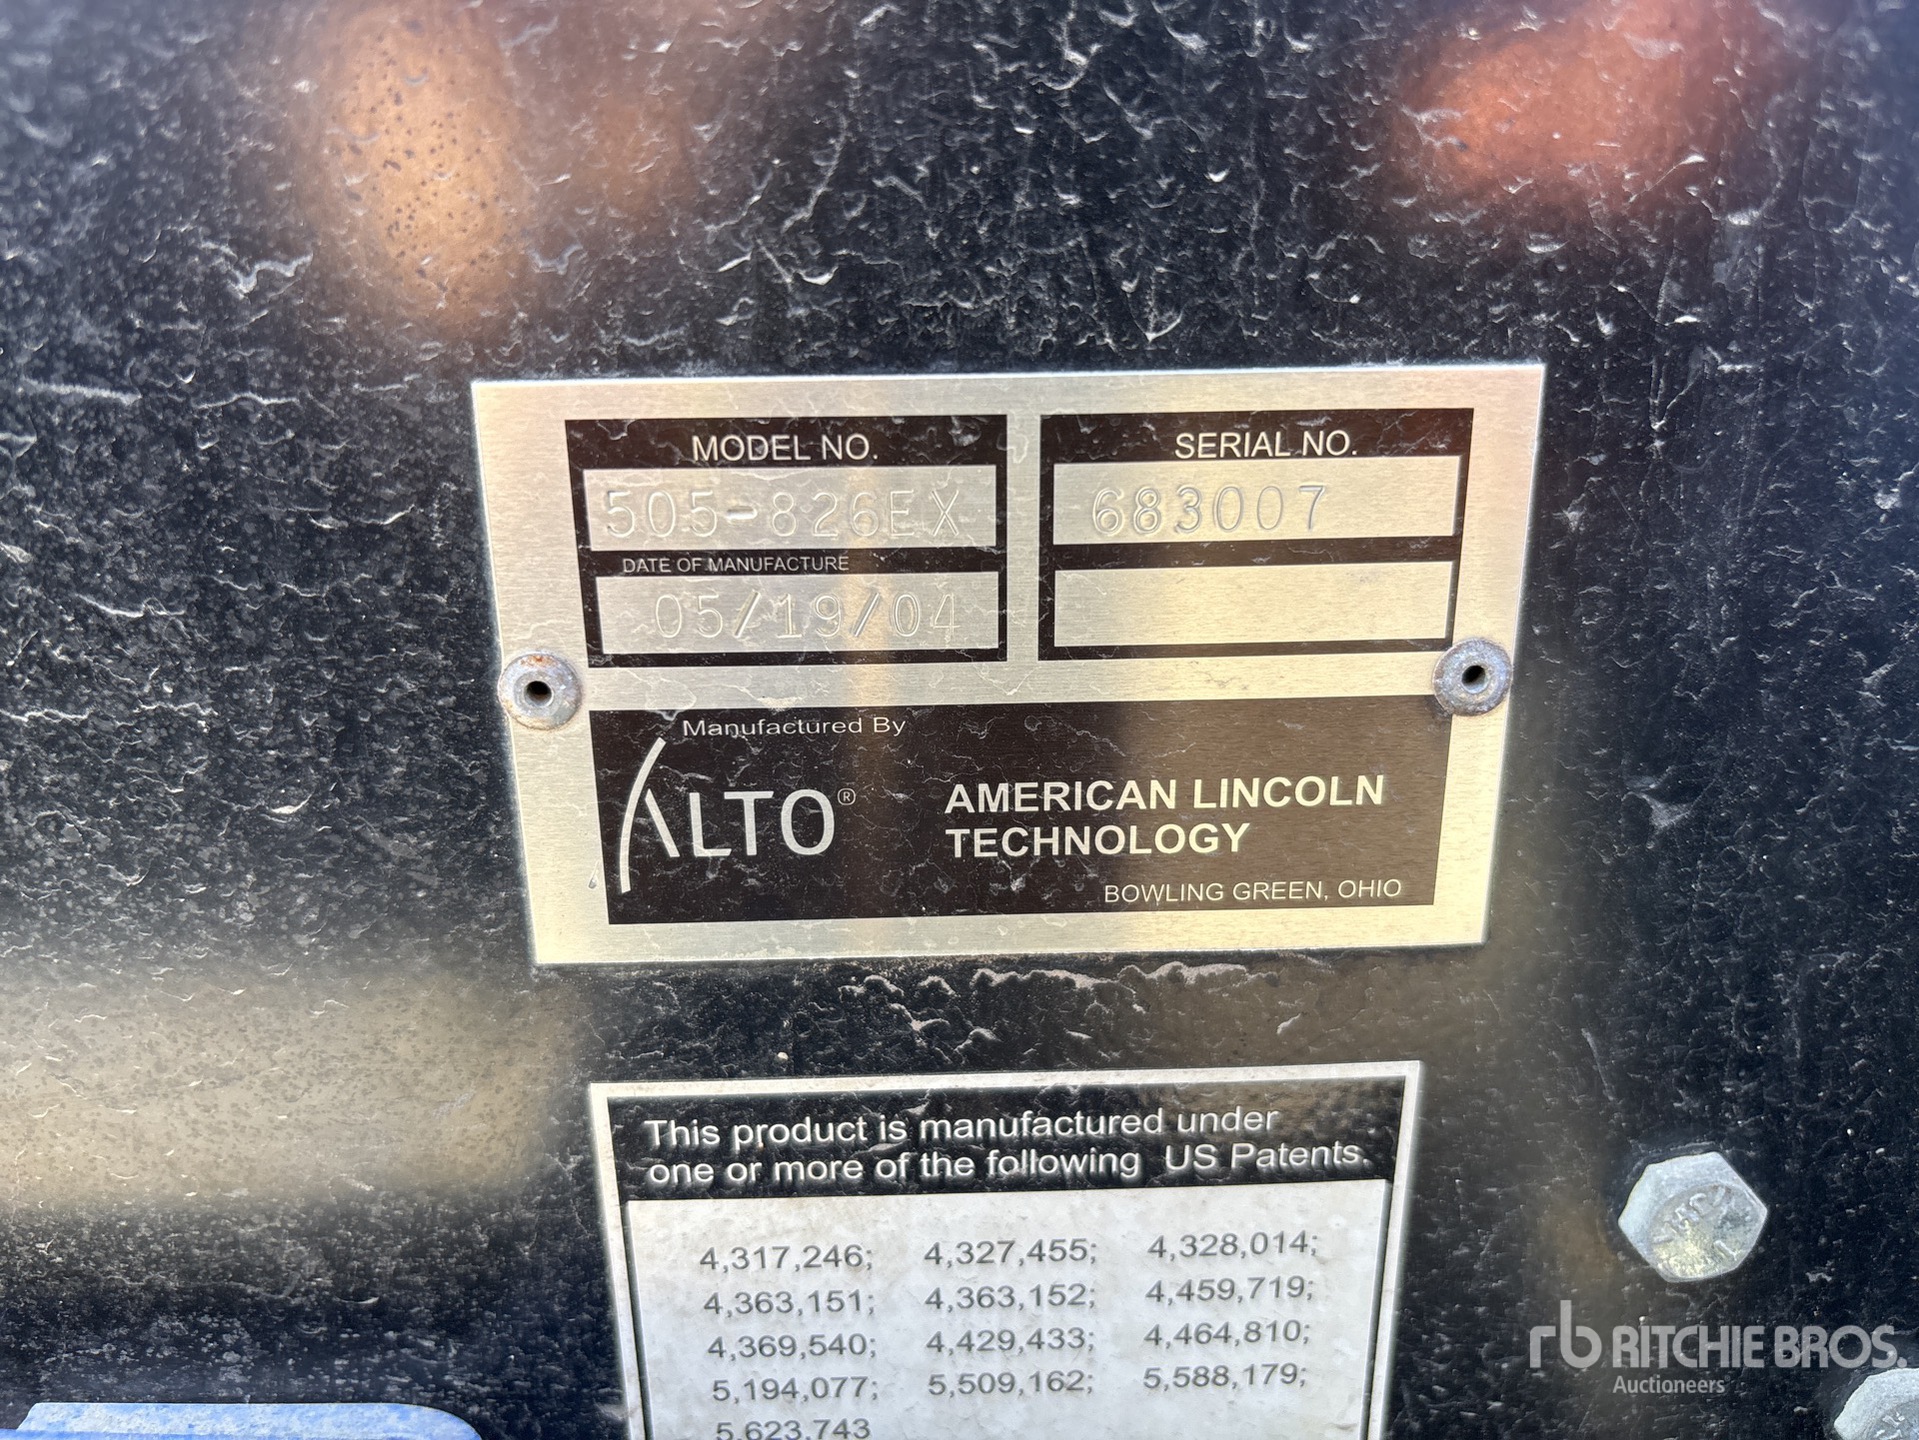 MODEL NO.
505-826EX
DATE OF MANUFACTURE
05/19/04
SERIAL NO.
683007
Manufactured By
ALTO®
AMERICAN LINCOLN
TECHNOLOGY
BOWLING GREEN, OHIO
This product is manufactured under
one or more of the following US Patents.
4,317,246; 4,327,455; 4,328,014;
4,363,151; 4,363,152; 4,459,719;
4,369,540; 4,429,433; 4,464,810;
5,194,077; 5,509,162; 5,588,179;
5,623,743
rb RITCHIE BROS.
Auctioneers